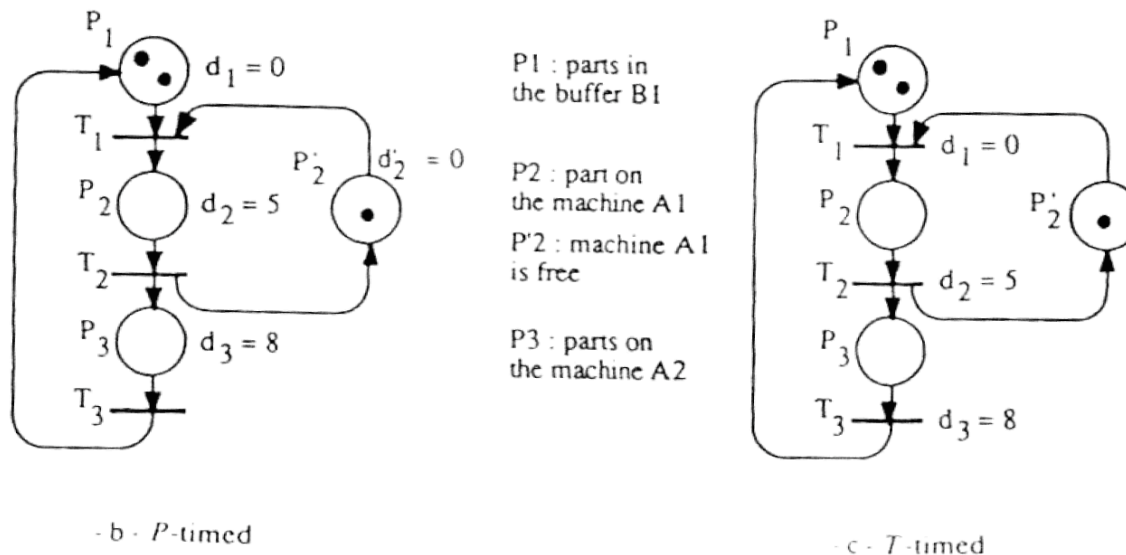 P1
d1 = 0
T1
P'2
d'2 = 0
P2
d2 = 5
T2
P3
d3 = 8
T3
- b - P-timed
P1 : parts in
the buffer B1
P2 : part on
the machine A1
P'2 : machine A1
is free
P3 : parts on
the machine A2
P1
T1
d1 = 0
P2
P'2
T2
d2 = 5
P3
T3
d3 = 8
- c - T-timed